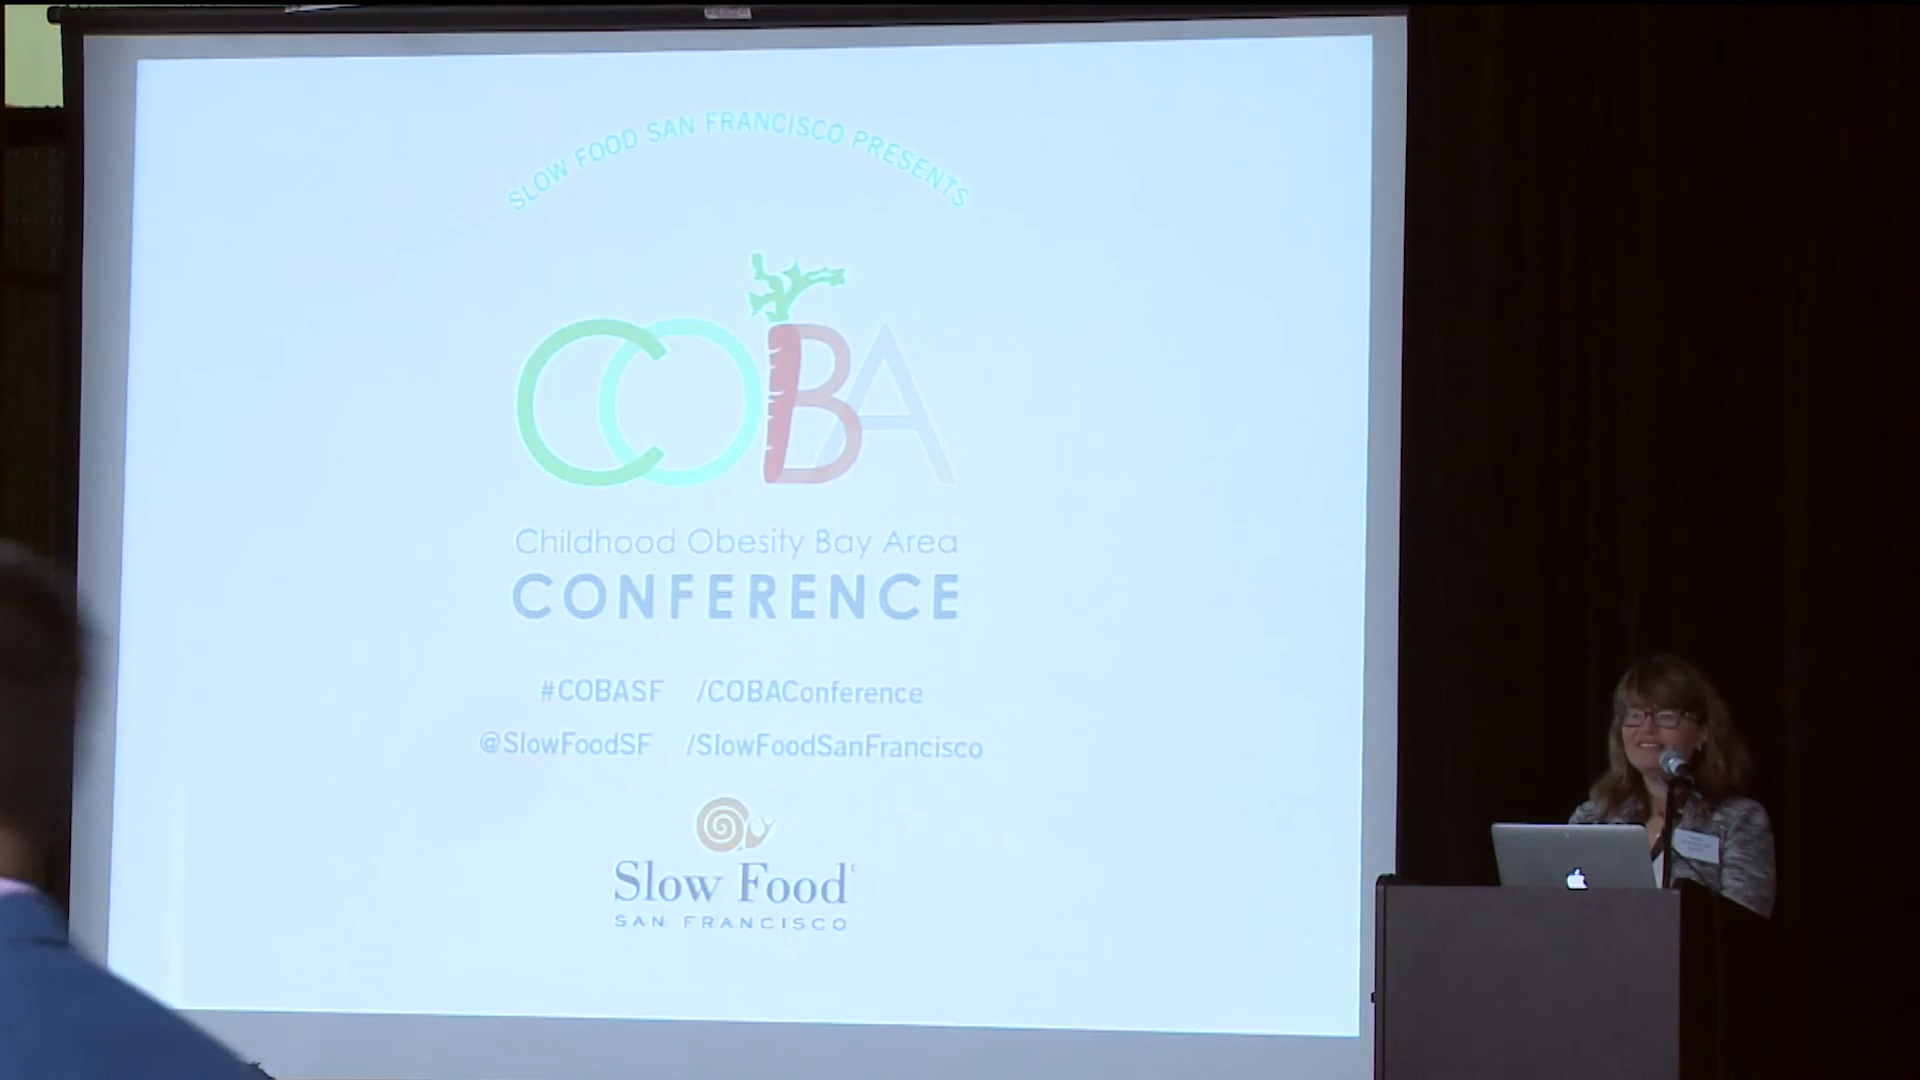 SLOW FOOD SAN FRANCISCO PRESENTS
COBA
Childhood Obesity Bay Area
CONFERENCE
#COBASF /COBAConference
@SlowFoodSF /SlowFoodSanFrancisco
Slow Food
SAN FRANCISCO